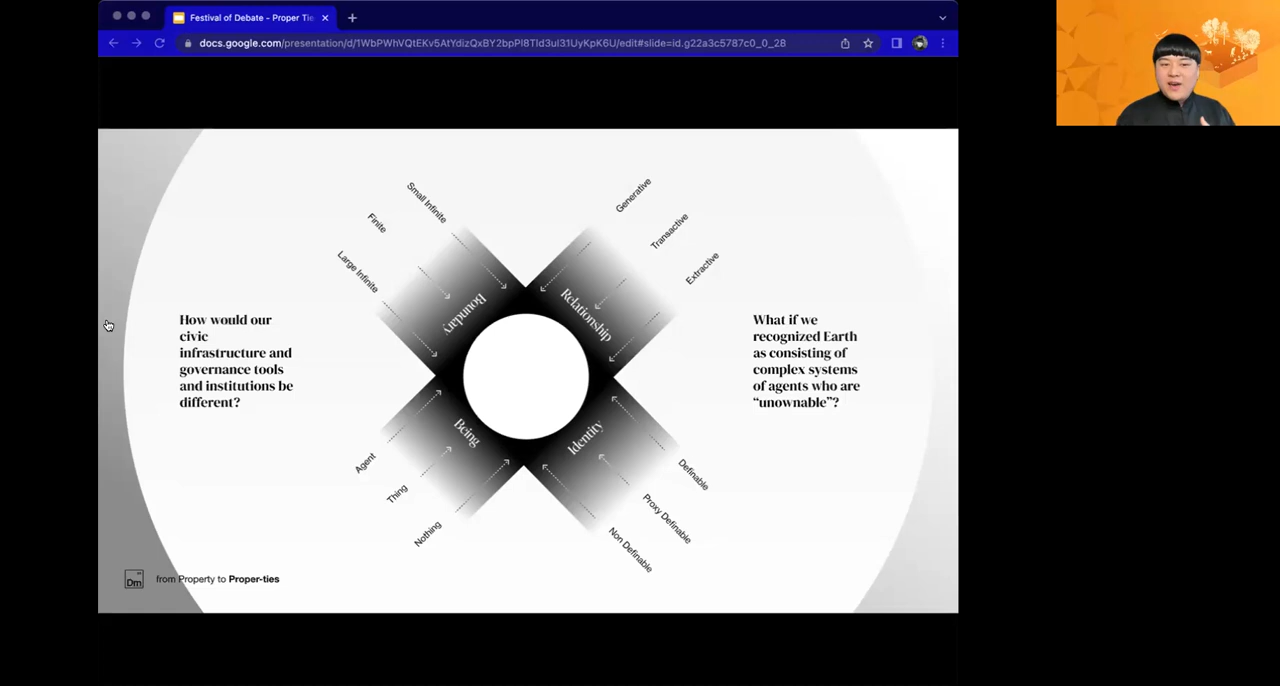 Festival of Debate - Proper Tie
docs.google.com/presentation/d/1WbPWhVQtEKv5AtYdizQxBY2bpPl8Tld3ul31UyKpK6U/edit#slide=id.g22a3c5787c0_0_28
Small Infinite
Finite
Large Infinite
Generative
Transactive
Extractive
Boundary
Relationship
How would our
civic
infrastructure and
governance tools
and institutions be
different?
What if we
recognized Earth
as consisting of
complex systems
of agents who are
“unownable”?
Being
Identity
Agent
Thing
Nothing
Definable
Proxy Definable
Non Definable
Dm
from Property to Proper-ties